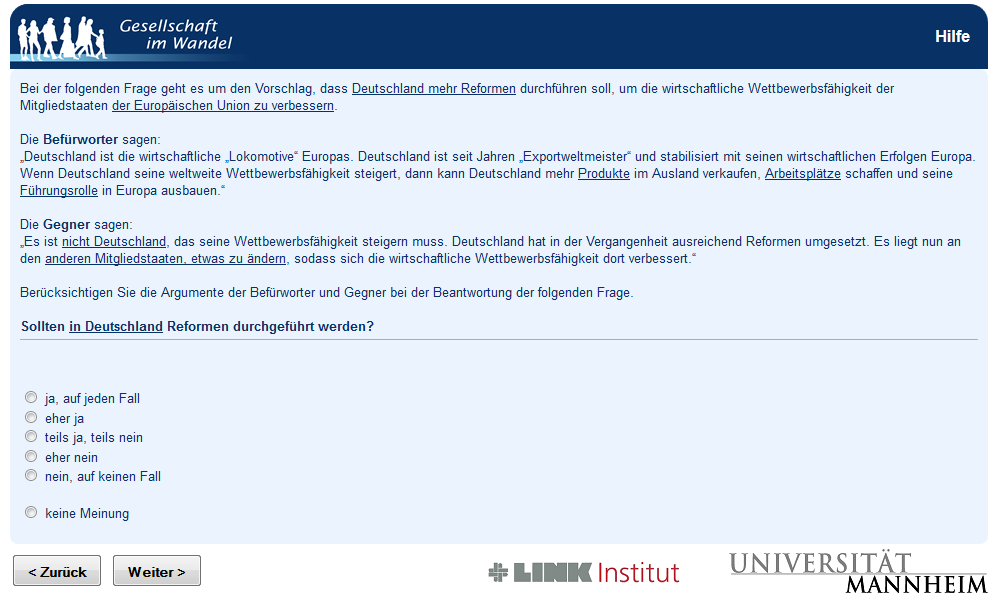 Gesellschaft
im Wandel
Hilfe
Bei der folgenden Frage geht es um den Vorschlag, dass Deutschland mehr Reformen durchführen soll, um die wirtschaftliche Wettbewerbsfähigkeit der
Mitgliedstaaten der Europäischen Union zu verbessern.
Die Befürworter sagen:
„Deutschland ist die wirtschaftliche „Lokomotive“ Europas. Deutschland ist seit Jahren „Exportweltmeister“ und stabilisiert mit seinen wirtschaftlichen Erfolgen Europa.
Wenn Deutschland seine weltweite Wettbewerbsfähigkeit steigert, dann kann Deutschland mehr Produkte im Ausland verkaufen, Arbeitsplätze schaffen und seine
Führungsrolle in Europa ausbauen.“
Die Gegner sagen:
„Es ist nicht Deutschland, das seine Wettbewerbsfähigkeit steigern muss. Deutschland hat in der Vergangenheit ausreichend Reformen umgesetzt. Es liegt nun an
den anderen Mitgliedstaaten, etwas zu ändern, sodass sich die wirtschaftliche Wettbewerbsfähigkeit dort verbessert.“
Berücksichtigen Sie die Argumente der Befürworter und Gegner bei der Beantwortung der folgenden Frage.
Sollten in Deutschland Reformen durchgeführt werden?
ja, auf jeden Fall
eher ja
teils ja, teils nein
eher nein
nein, auf keinen Fall
keine Meinung
< Zurück
Weiter >
LINK Institut
UNIVERSITÄT
MANNHEIM